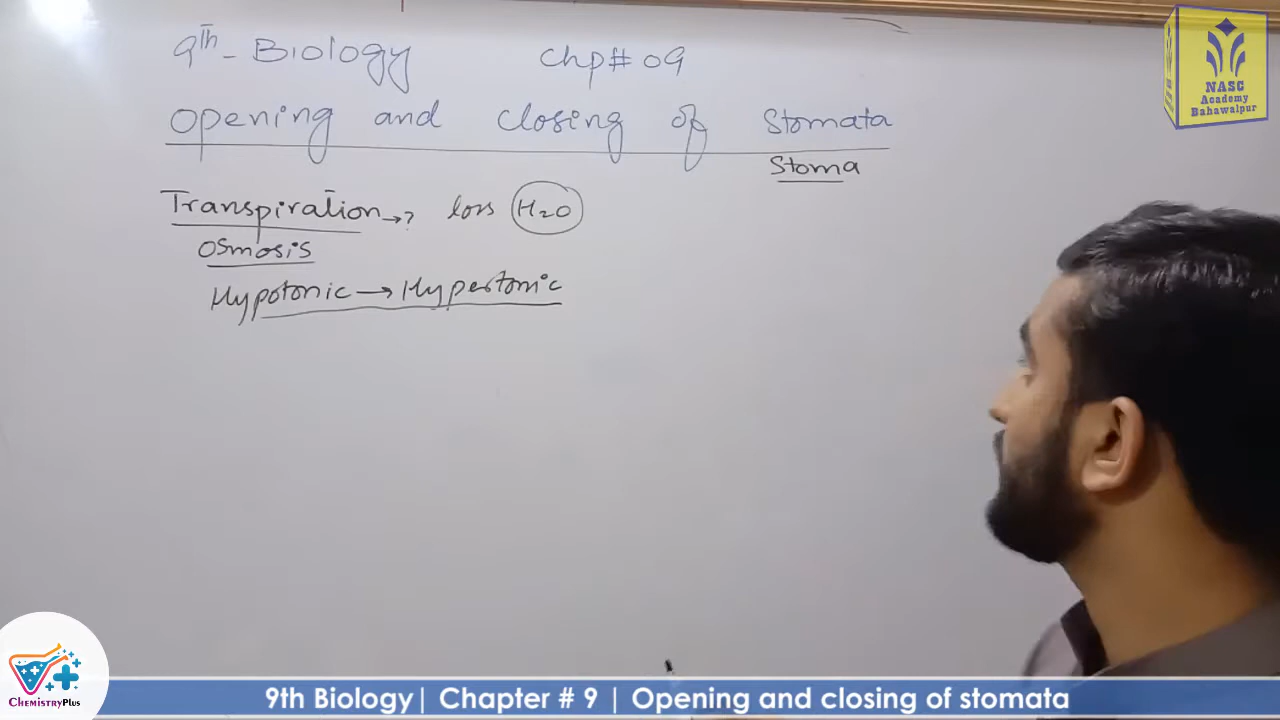 9th - Biology Chp# 09
Opening and closing of Stomata
Stoma
Transpiration →? loss H2O
Osmosis
Hypotonic → Hypertonic
NASC
Academy
Bahawalpur
ChemistryPlus
9th Biology| Chapter # 9 | Opening and closing of stomata